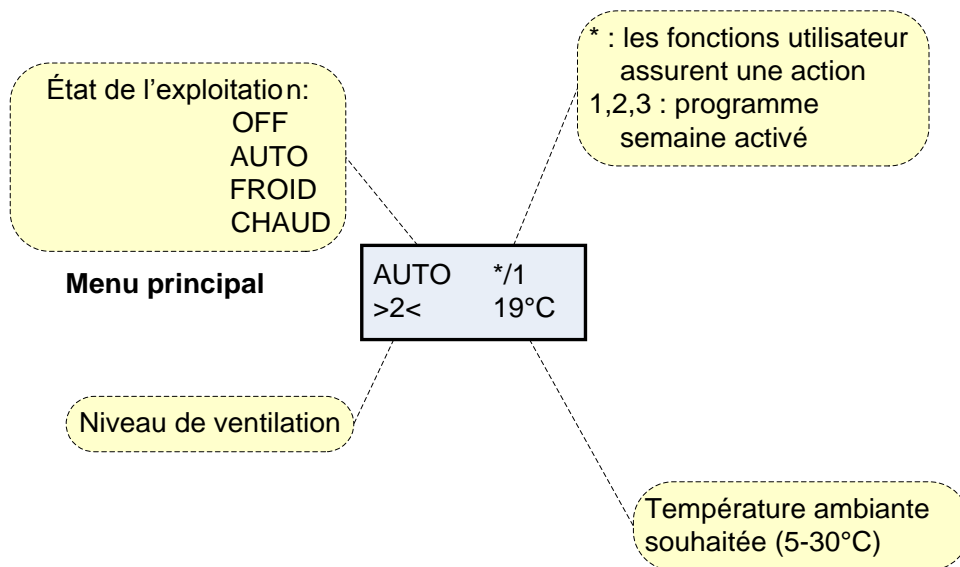 * : les fonctions utilisateur
assurent une action
1,2,3 : programme
semaine activé
État de l'exploitation:
OFF
AUTO
FROID
CHAUD
Menu principal
AUTO */1
>2< 19°C
Niveau de ventilation
Température ambiante
souhaitée (5-30°C)